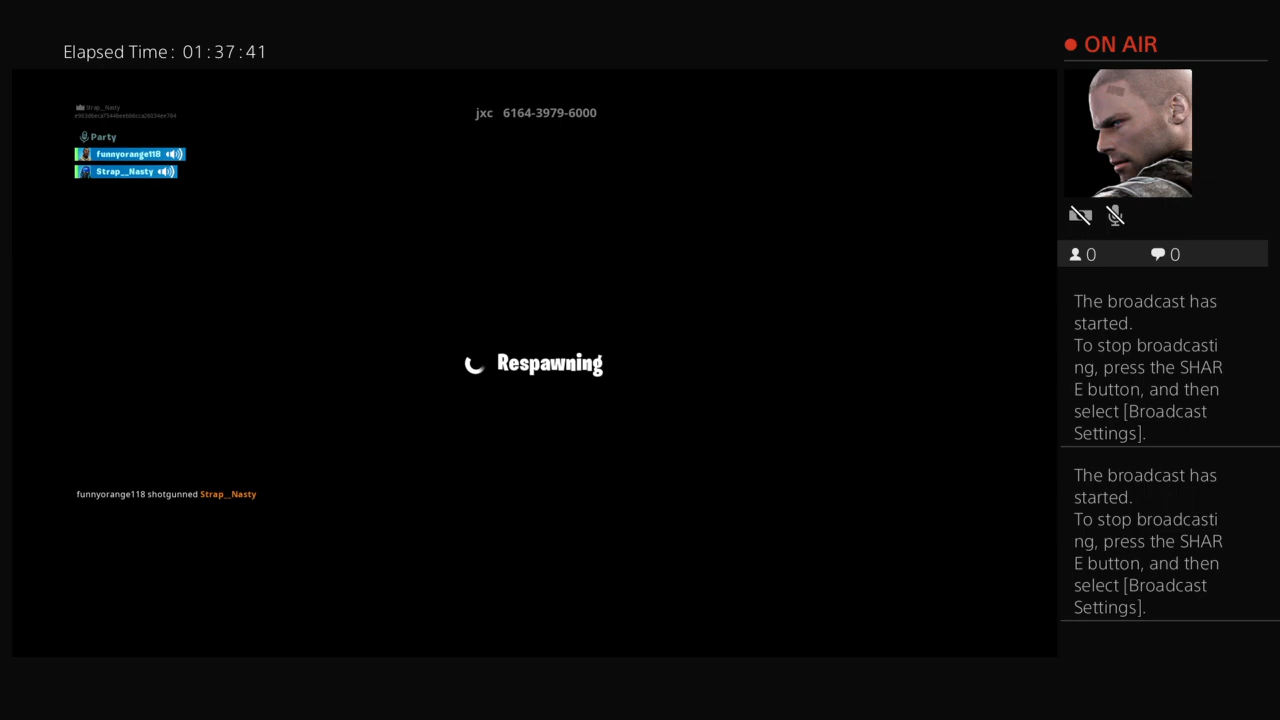 Elapsed Time: 01:37:41
ON AIR
Strap__Nasty
jxc 6164-3979-6000
Party
funnyorange118
Strap__Nasty
0 0
The broadcast has
started.
To stop broadcasti
ng, press the SHAR
E button, and then
select [Broadcast
Settings].
Respawning
The broadcast has
started.
To stop broadcasti
ng, press the SHAR
E button, and then
select [Broadcast
Settings].
funnyorange118 shotgunned Strap__Nasty